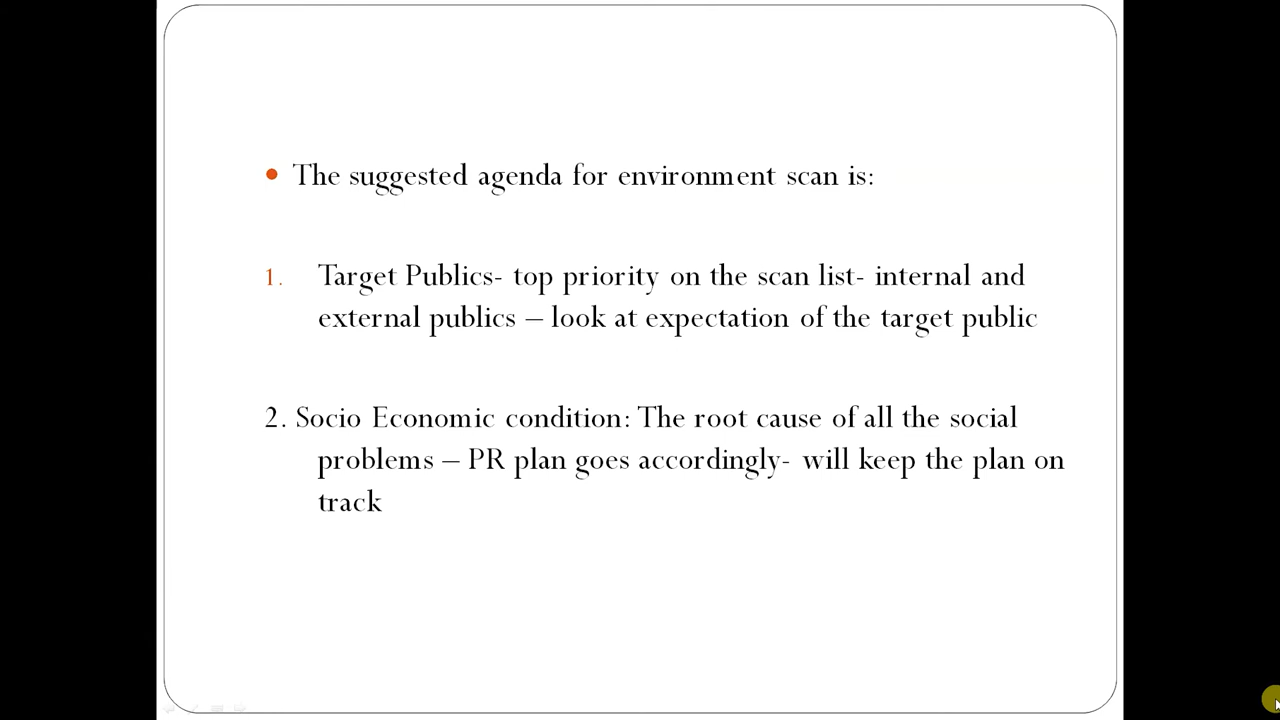 The suggested agenda for environment scan is:
1. Target Publics- top priority on the scan list- internal and
external publics – look at expectation of the target public
2. Socio Economic condition: The root cause of all the social
problems – PR plan goes accordingly- will keep the plan on
track